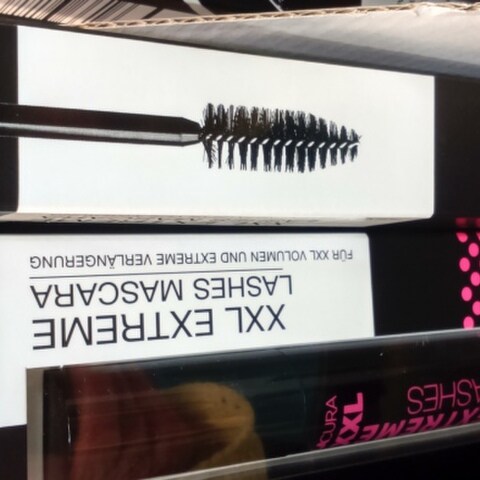 XXL EXTREME
LASHES MASCARA
FÜR XXL VOLUMEN UND EXTREME VERLÄNGERUNG
XXL
EXTREME
LASHES